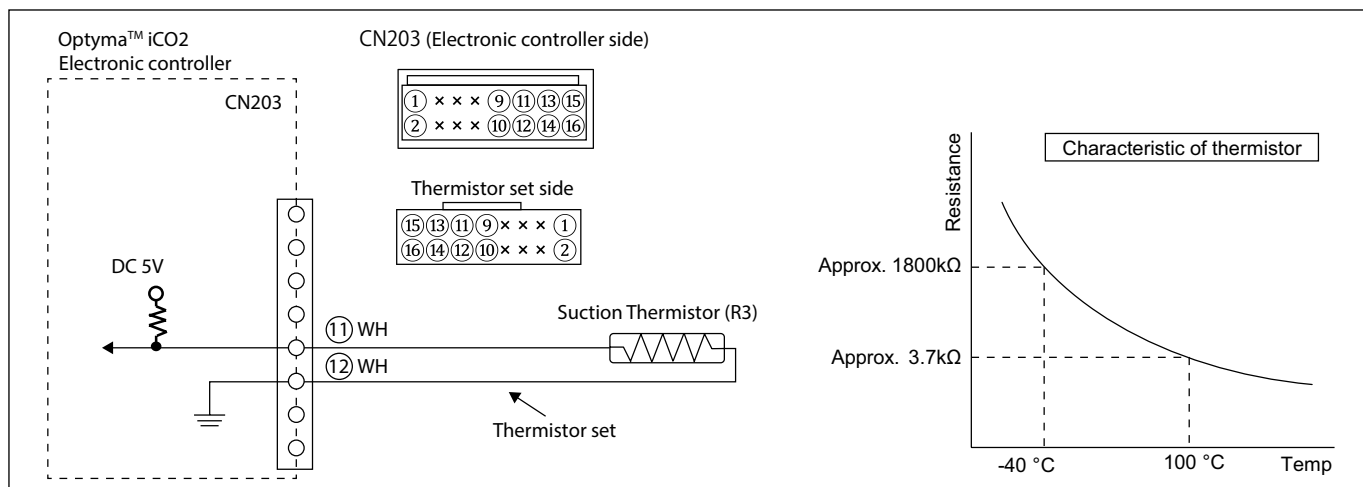 Optyma™ iCO2
Electronic controller
CN203
CN203 (Electronic controller side)
① × × × ⑨ ⑪ ⑬ ⑮
② × × × ⑩ ⑫ ⑭ ⑯
Thermistor set side
⑮ ⑬ ⑪ ⑨ × × × ①
⑯ ⑭ ⑫ ⑩ × × × ②
DC 5V
⑪ WH
⑫ WH
Suction Thermistor (R3)
Thermistor set
Characteristic of thermistor
Resistance
Approx. 1800kΩ
Approx. 3.7kΩ
-40 °C
100 °C
Temp